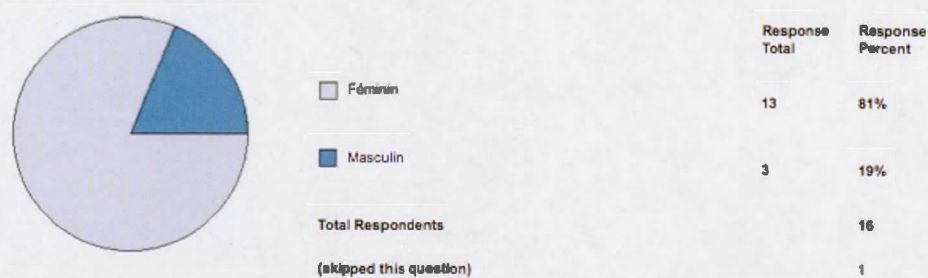 Response Total Response Percent
Féminin 13 81%
Masculin 3 19%
Total Respondents 16
(skipped this question) 1